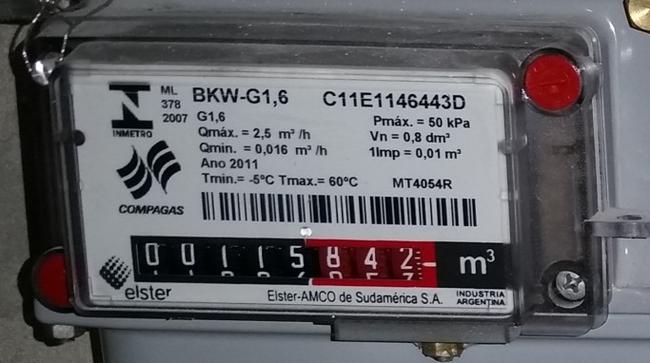 ML
378
2007
INMETRO
BKW-G1,6 C11E1146443D
G1,6 Pmáx. = 50 kPa
Qmáx. = 2,5 m³/h Vn = 0,8 dm³
Qmin. = 0,016 m³/h 1Imp = 0,01 m³
Ano 2011
Tmin.= -5ºC Tmax.= 60ºC MT4054R
COMPAGAS
00115842 m³
elster
Elster-AMCO de Sudamérica S.A.
INDUSTRIA
ARGENTINA